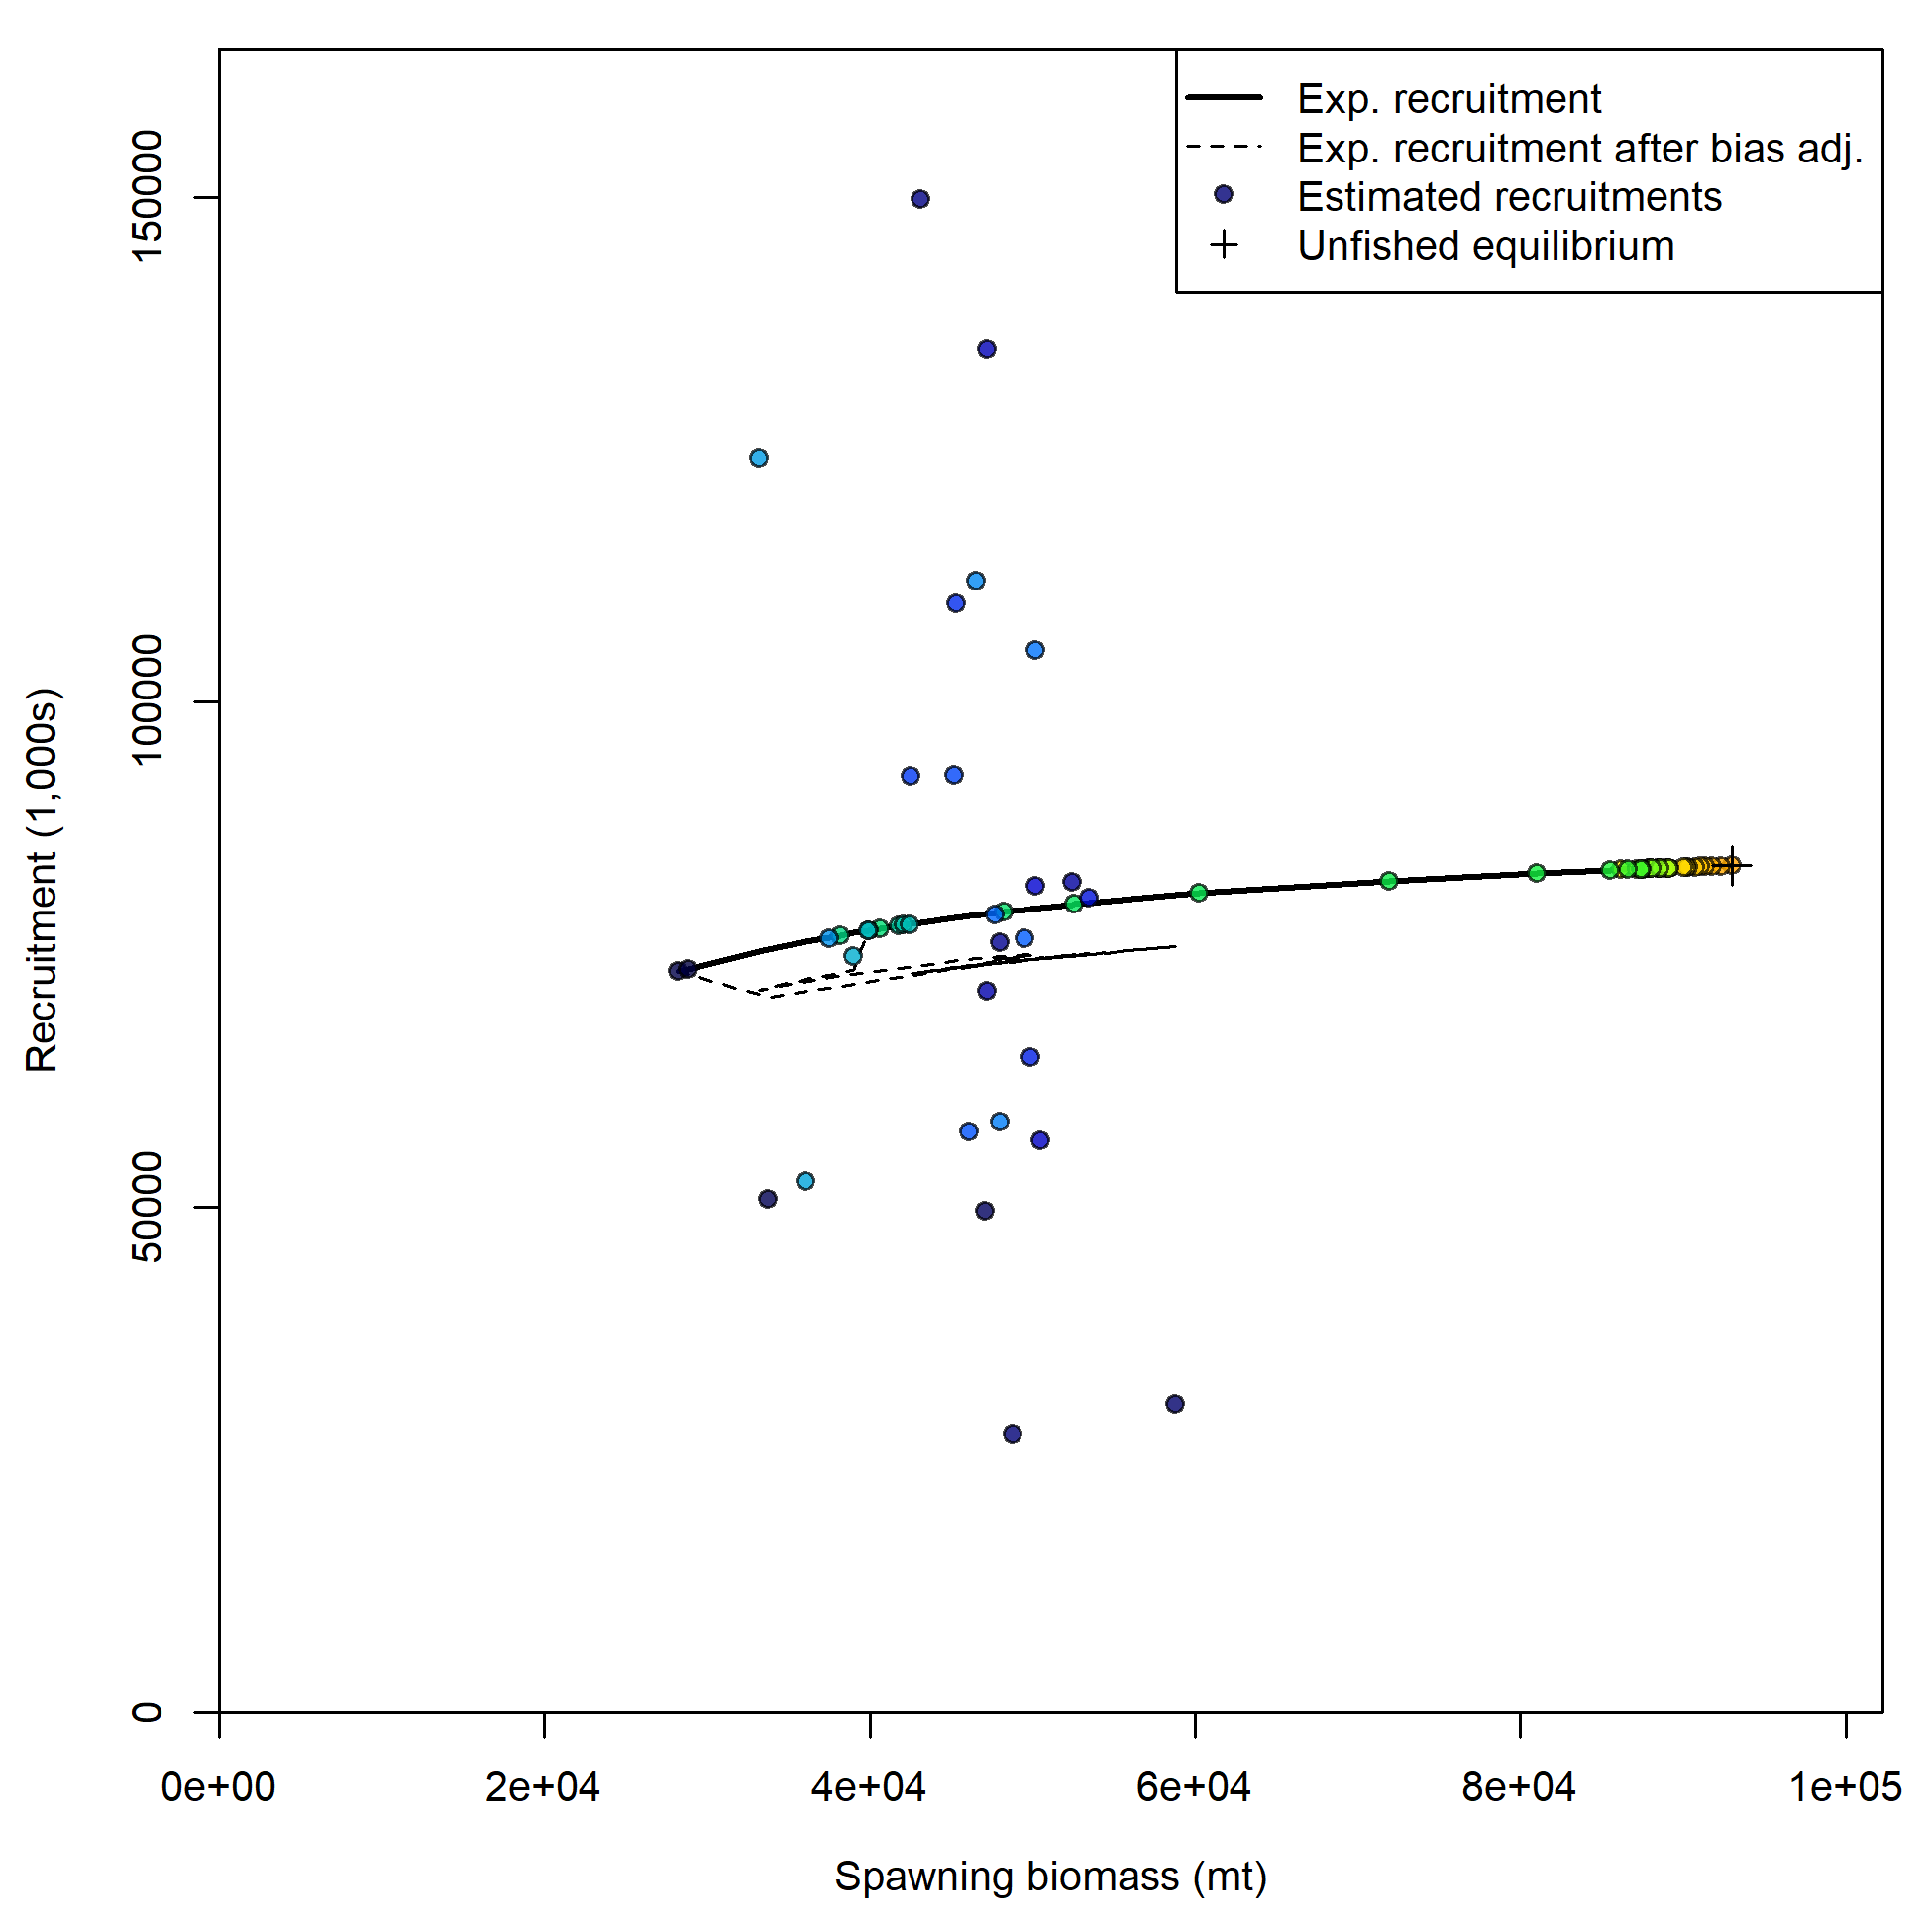 Exp. recruitment
Exp. recruitment after bias adj.
Estimated recruitments
Unfished equilibrium
150000
100000
50000
0
Recruitment (1,000s)
0e+00 2e+04 4e+04 6e+04 8e+04 1e+05
Spawning biomass (mt)